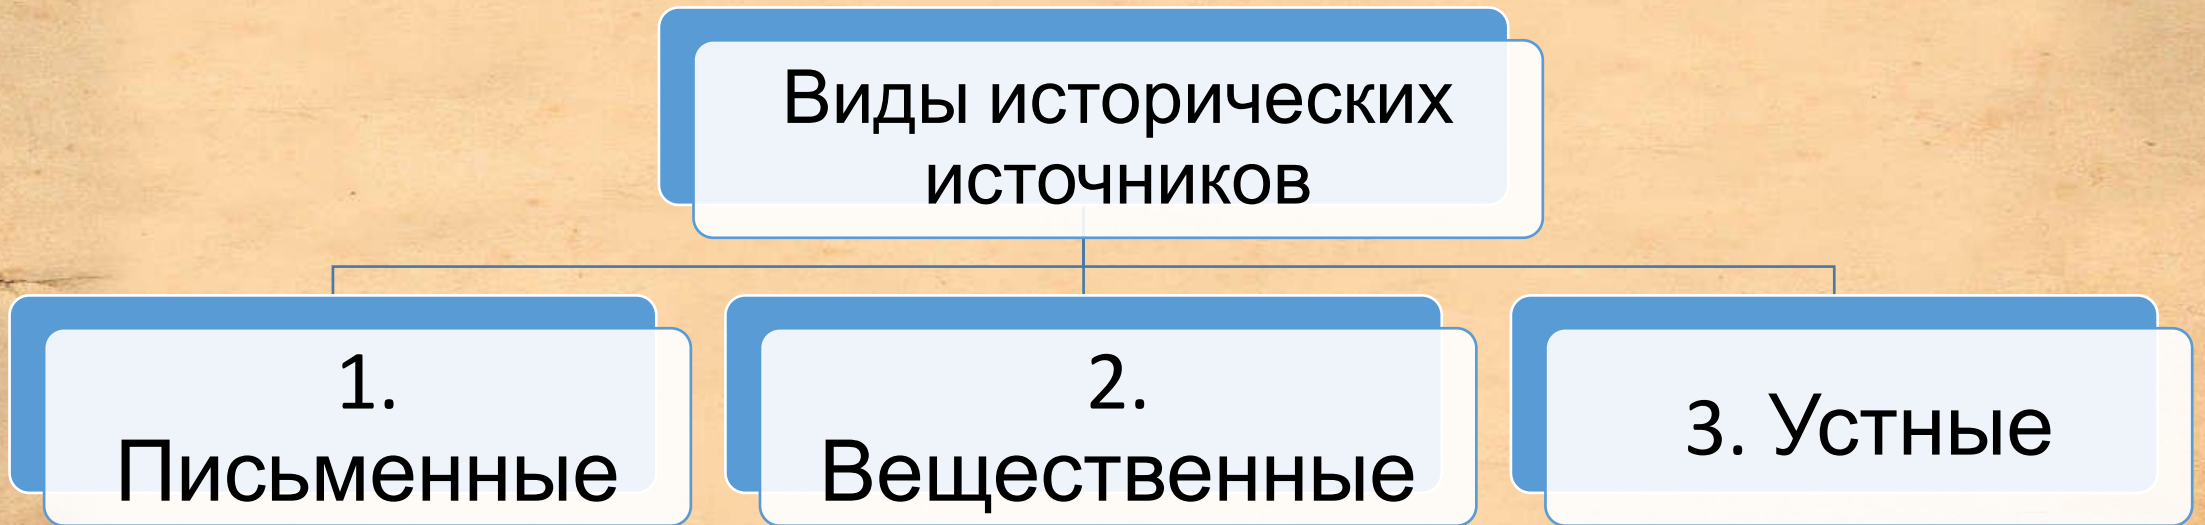 Виды исторических
источников
1.
Письменные
2.
Вещественные
3. Устные